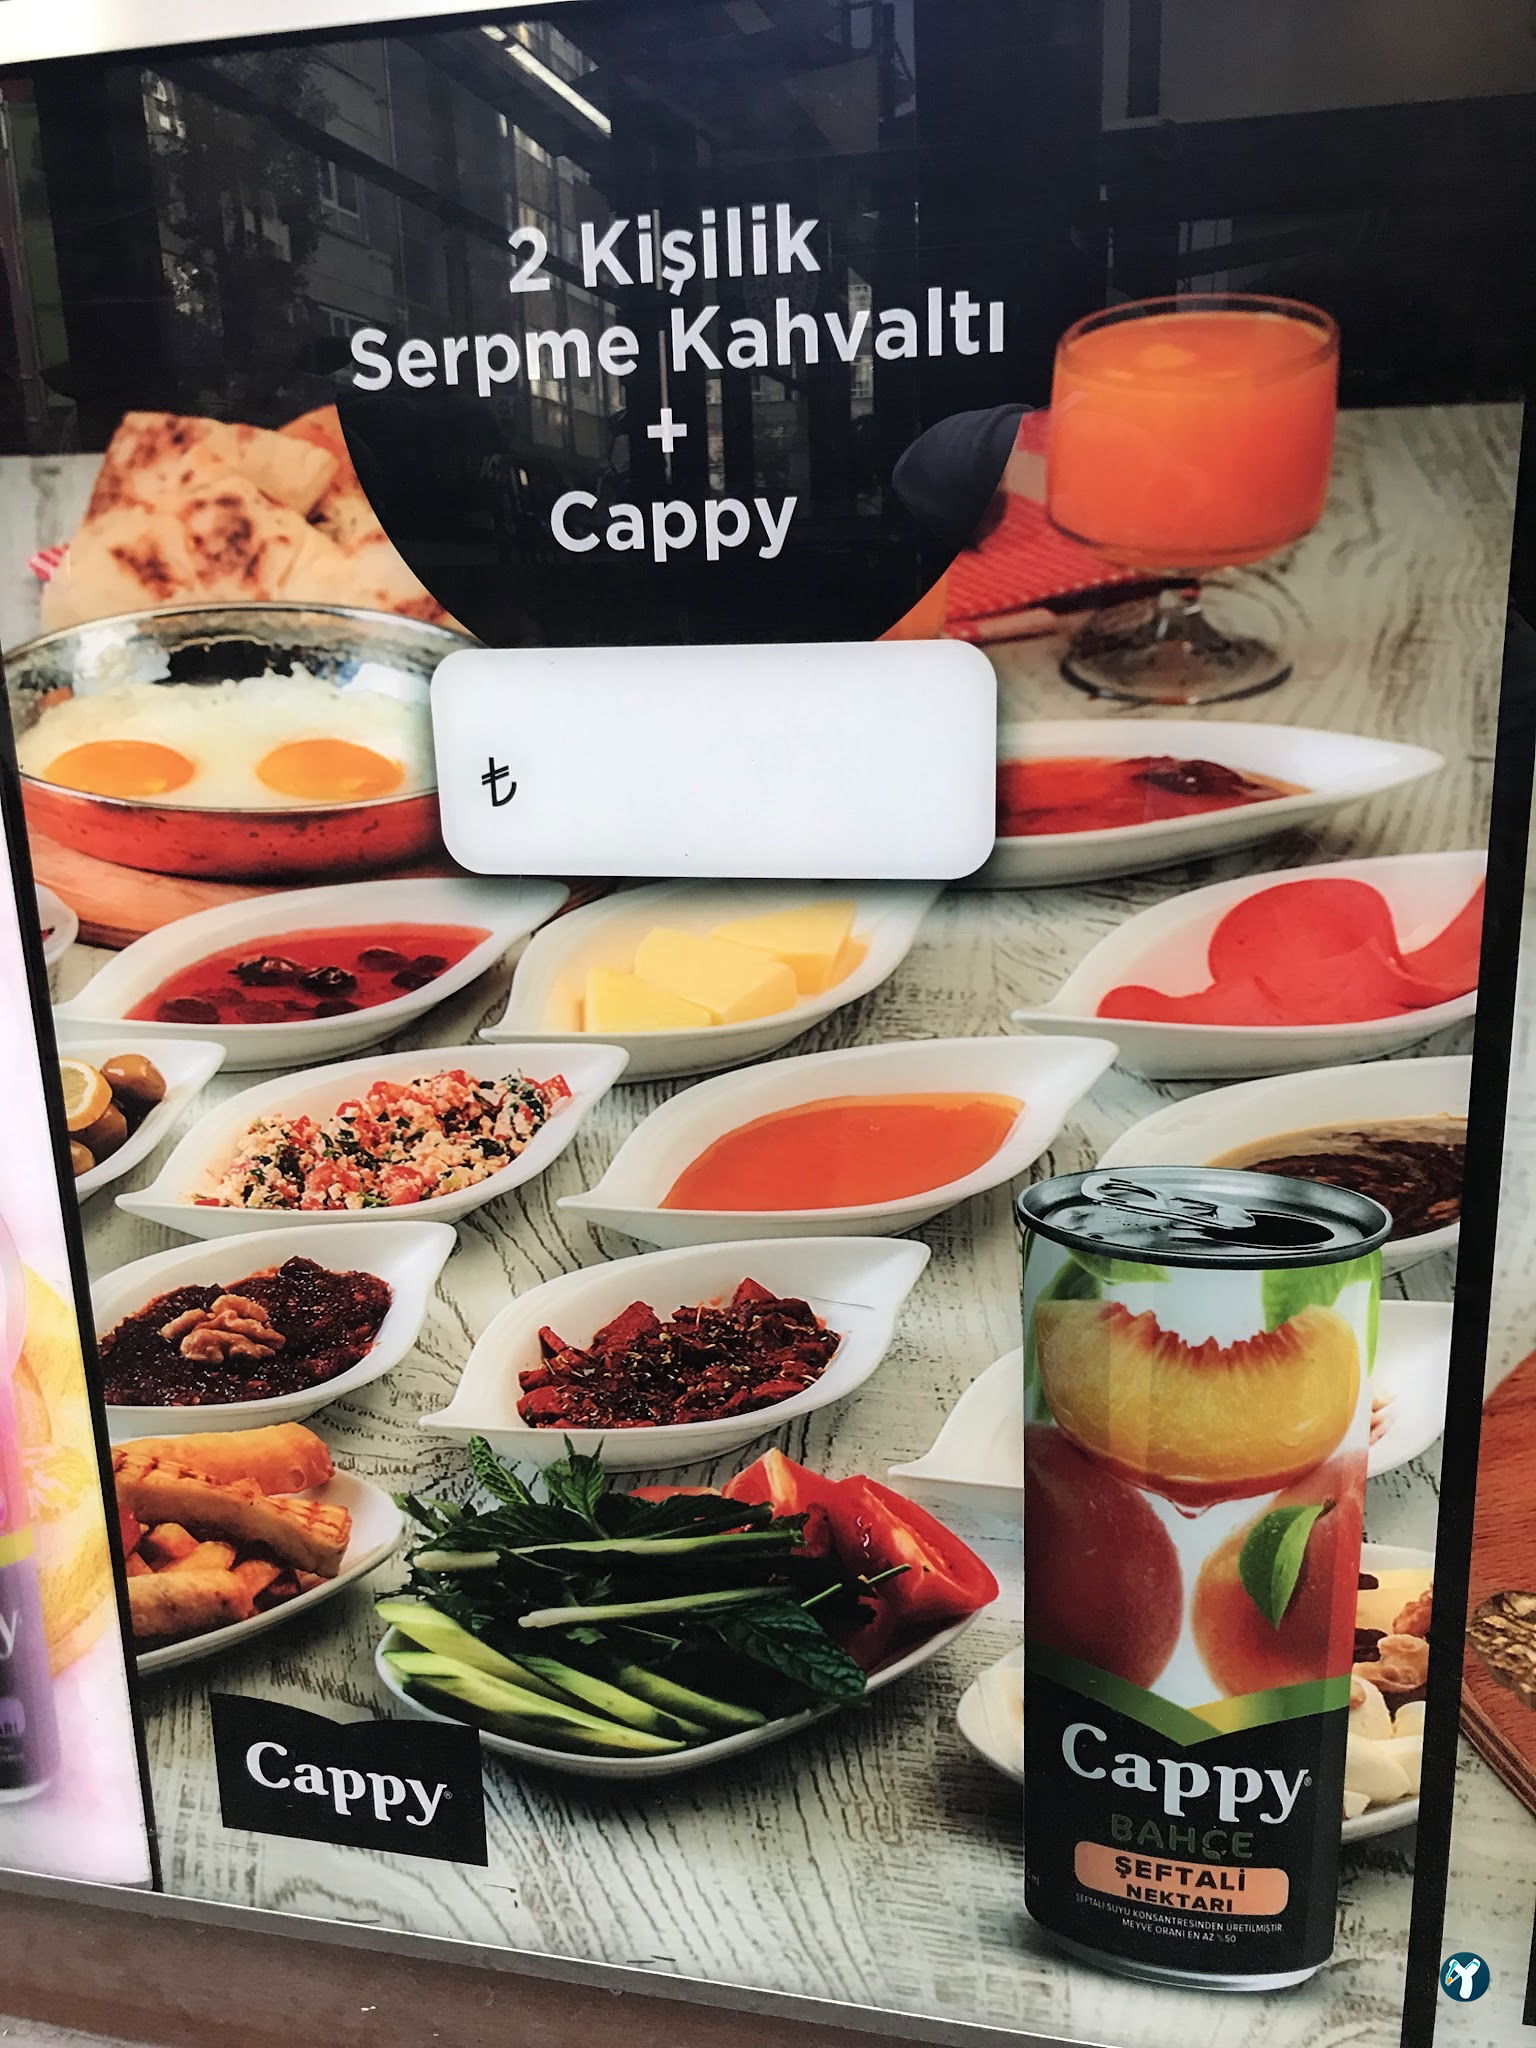 2 Kişilik
Serpme Kahvaltı
+
Cappy
₺
Cappy
Cappy
BAHÇE
ŞEFTALİ
NEKTARI
ŞEFTALİ SUYU KONSANTRESİNDEN ÜRETİLMİŞTİR
MEYVE ORANI EN AZ %50